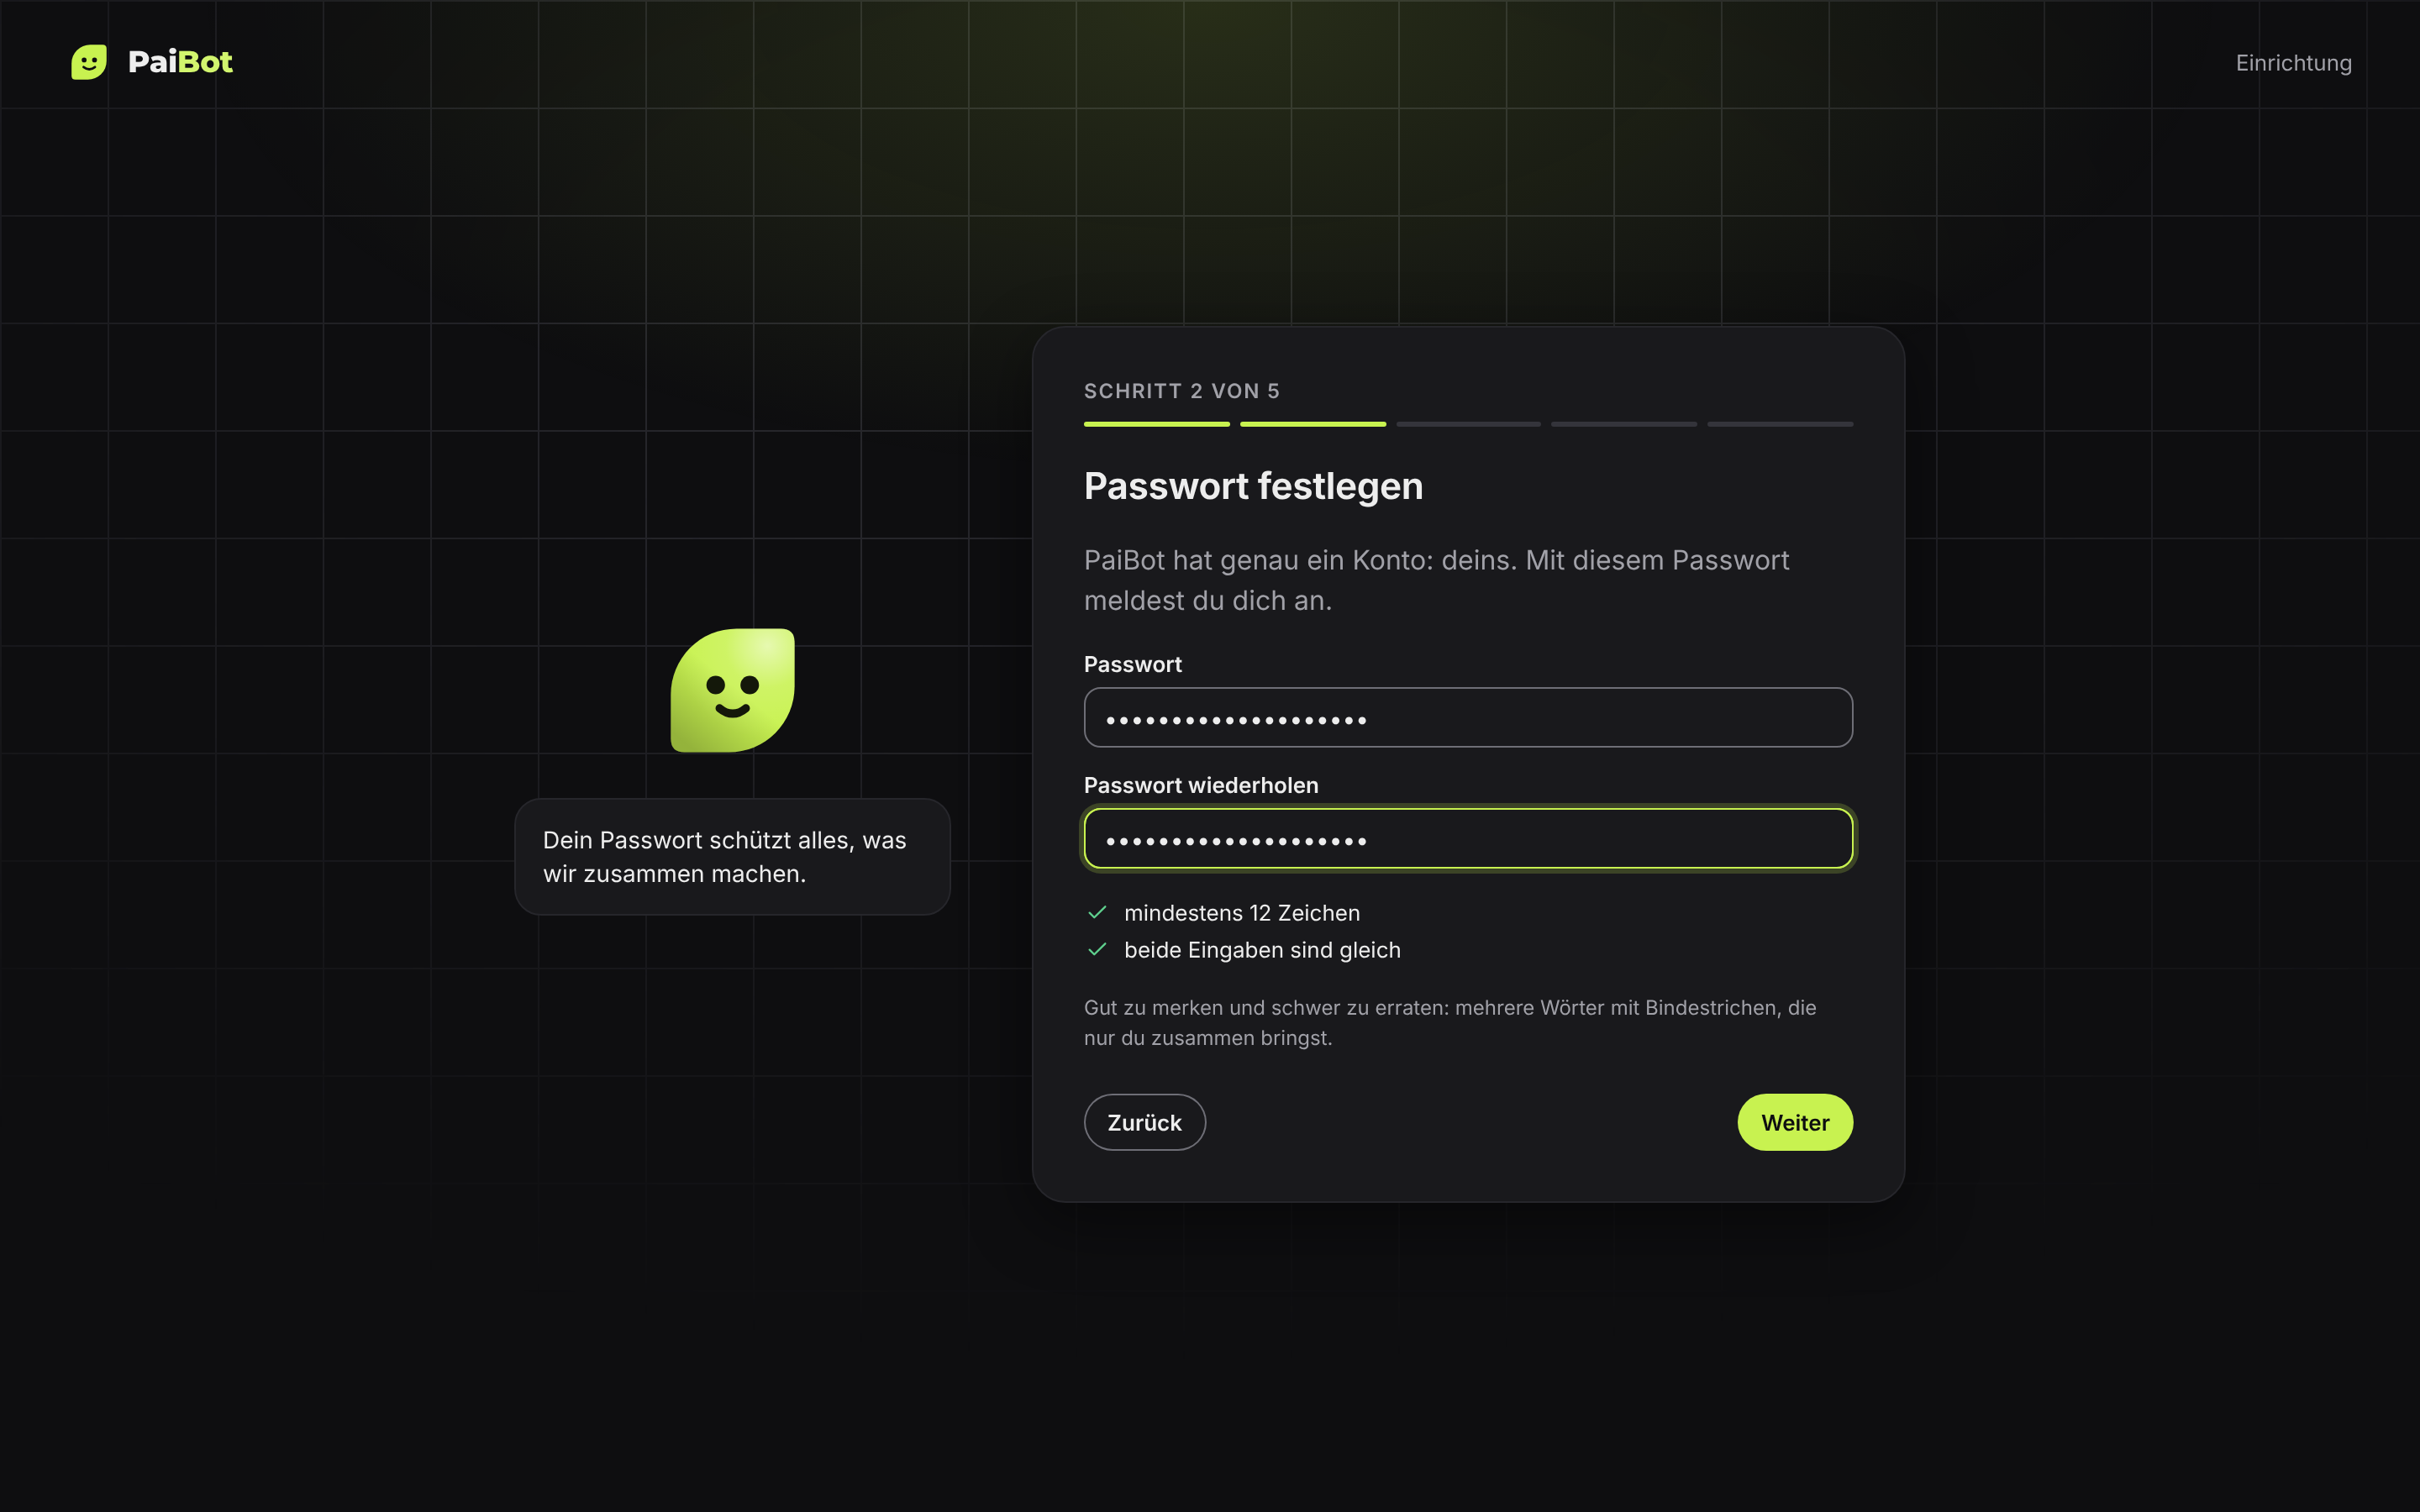 PaiBot
Einrichtung
SCHRITT 2 VON 5
Passwort festlegen
PaiBot hat genau ein Konto: deins. Mit diesem Passwort
meldest du dich an.
Passwort
Passwort wiederholen
mindestens 12 Zeichen
beide Eingaben sind gleich
Gut zu merken und schwer zu erraten: mehrere Wörter mit Bindestrichen, die
nur du zusammen bringst.
Zurück
Weiter
Dein Passwort schützt alles, was
wir zusammen machen.